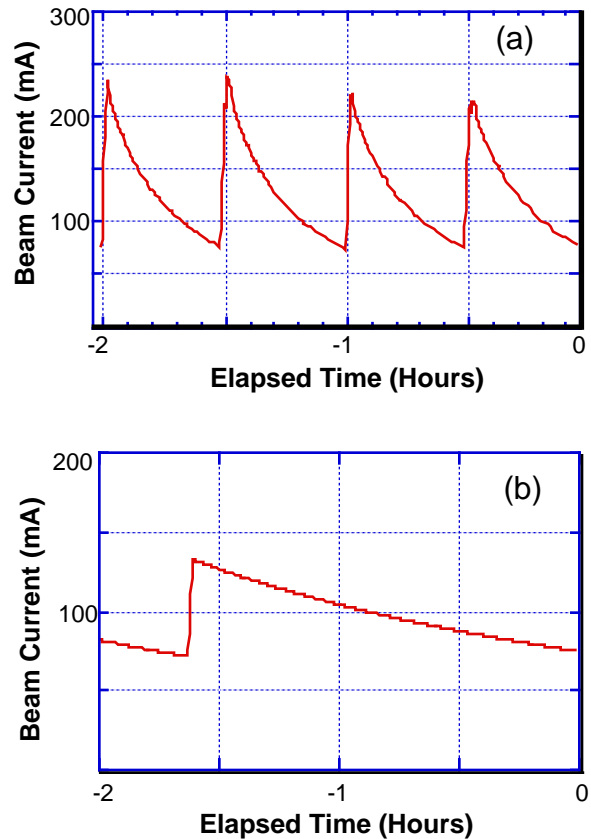 300
(a)
Beam Current (mA)
200
100
-2 -1 0
Elapsed Time (Hours)
200
(b)
Beam Current (mA)
100
-2 -1 0
Elapsed Time (Hours)